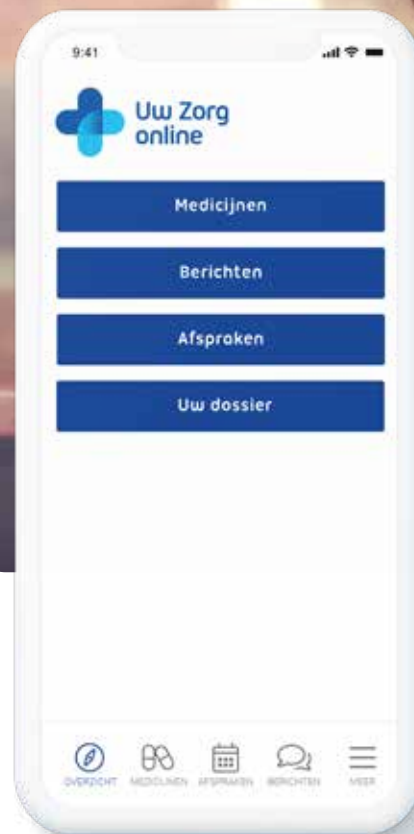 9:41
Uw Zorg
online
Medicijnen
Berichten
Afspraken
Uw dossier
OVERZICHT MEDICIJNEN AFSPRAKEN BERICHTEN MEER